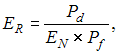 E_R = P_d / (E_N × P_f),